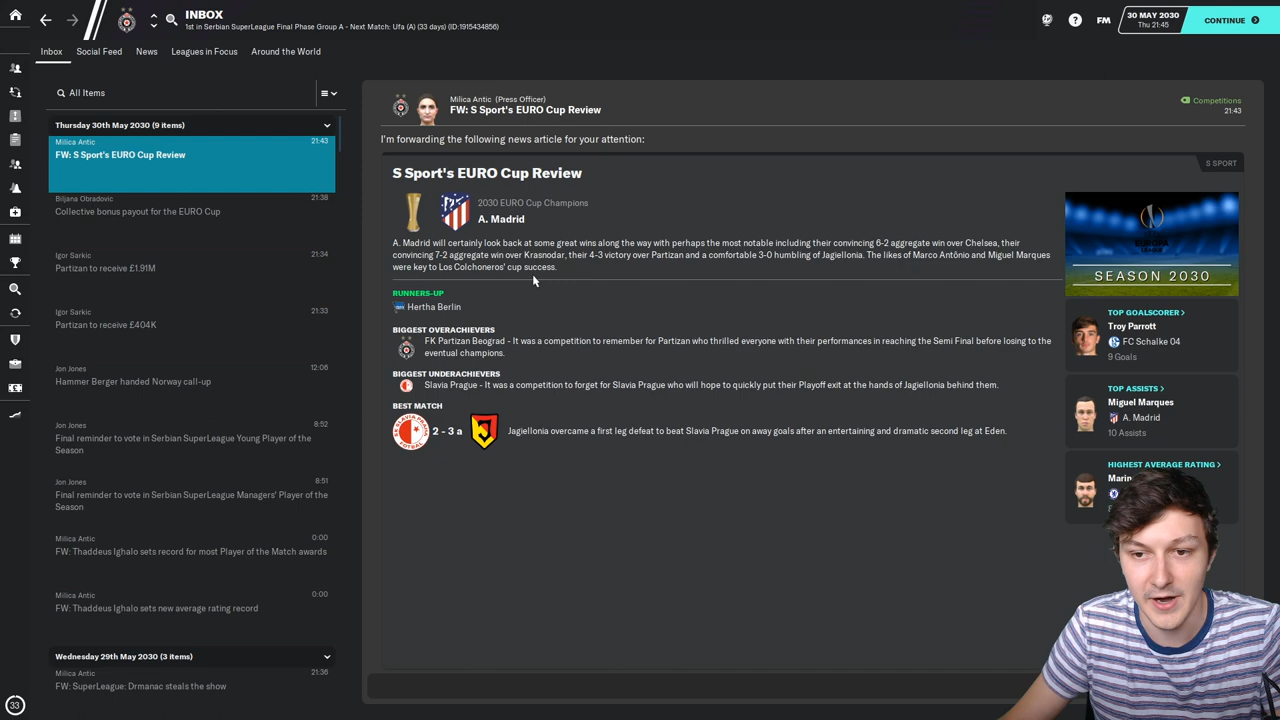 INBOX
1st in Serbian SuperLeague Final Phase Group A - Next Match: Ufa (A) (33 days) (ID:1915434856)
FM
30 MAY 2030
Thu 21:45
CONTINUE
Inbox
Social Feed
News
Leagues in Focus
Around the World
All Items
Thursday 30th May 2030 (9 items)
Milica Antic
21:43
FW: S Sport's EURO Cup Review
Biljana Obradovic
21:38
Collective bonus payout for the EURO Cup
Igor Sarkic
21:34
Partizan to receive £1.91M
Igor Sarkic
21:33
Partizan to receive £404K
Jon Jones
12:06
Hammer Berger handed Norway call-up
Jon Jones
8:52
Final reminder to vote in Serbian SuperLeague Young Player of the
Season
Jon Jones
8:51
Final reminder to vote in Serbian SuperLeague Managers' Player of the
Season
Milica Antic
0:00
FW: Thaddeus Ighalo sets record for most Player of the Match awards
Milica Antic
0:00
FW: Thaddeus Ighalo sets new average rating record
Wednesday 29th May 2030 (3 items)
Milica Antic
21:36
FW: SuperLeague: Drmanac steals the show
33
Milica Antic (Press Officer)
FW: S Sport's EURO Cup Review
Competitions
21:43
I'm forwarding the following news article for your attention:
S SPORT
S Sport's EURO Cup Review
2030 EURO Cup Champions
A. Madrid
A. Madrid will certainly look back at some great wins along the way with perhaps the most notable including their convincing 6-2 aggregate win over Chelsea, their
convincing 7-2 aggregate win over Krasnodar, their 4-3 victory over Partizan and a comfortable 3-0 humbling of Jagiellonia. The likes of Marco Antônio and Miguel Marques
were key to Los Colchoneros' cup success.
RUNNERS-UP
Hertha Berlin
BIGGEST OVERACHIEVERS
FK Partizan Beograd - It was a competition to remember for Partizan who thrilled everyone with their performances in reaching the Semi Final before losing to the
eventual champions.
BIGGEST UNDERACHIEVERS
Slavia Prague - It was a competition to forget for Slavia Prague who will hope to quickly put their Playoff exit at the hands of Jagiellonia behind them.
BEST MATCH
2 - 3 a
Jagiellonia overcame a first leg defeat to beat Slavia Prague on away goals after an entertaining and dramatic second leg at Eden.
EUROPA
SEASON 2030
TOP GOALSCORER >
Troy Parrott
FC Schalke 04
9 Goals
TOP ASSISTS >
Miguel Marques
A. Madrid
10 Assists
HIGHEST AVERAGE RATING >